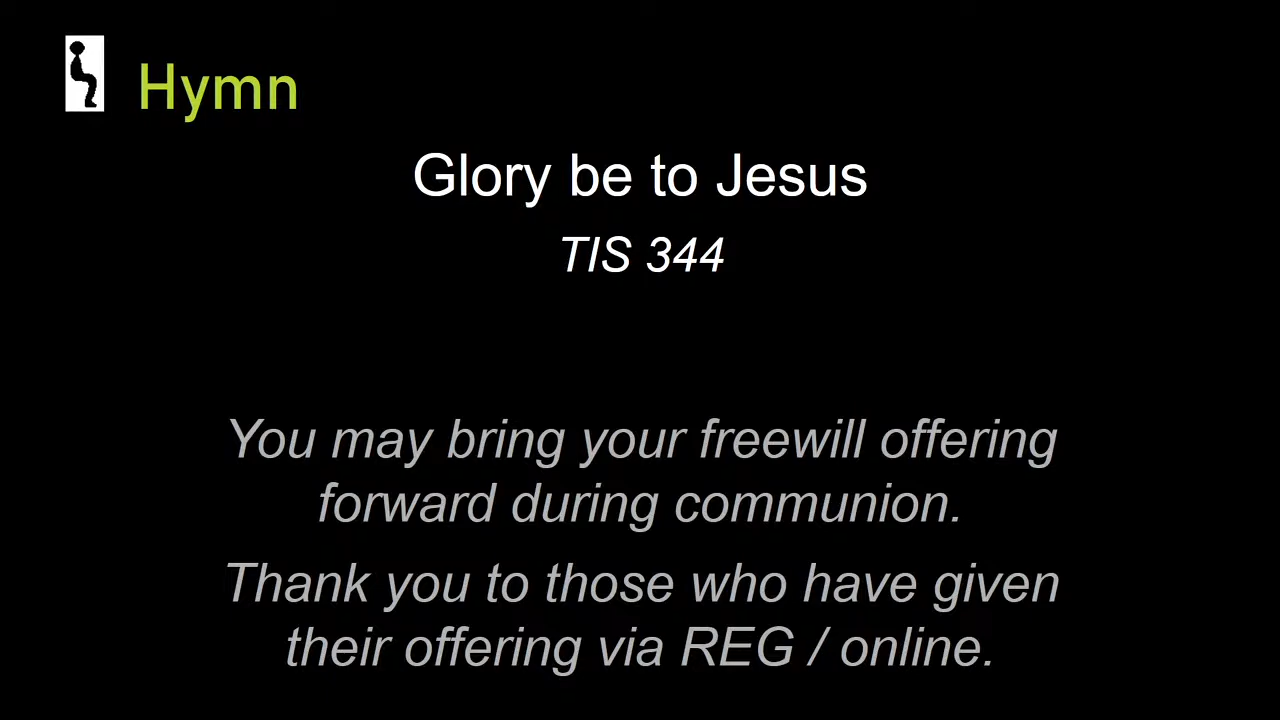 Hymn
Glory be to Jesus
TIS 344
You may bring your freewill offering
forward during communion.
Thank you to those who have given
their offering via REG / online.